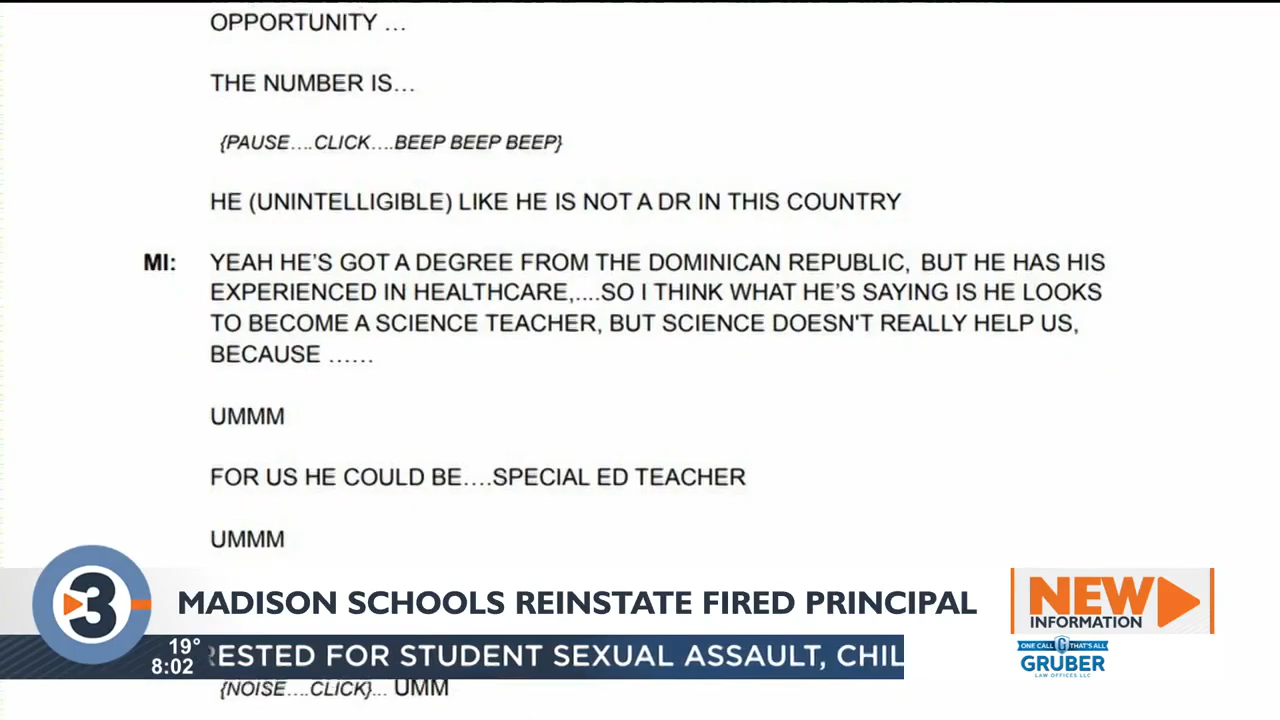 OPPORTUNITY …
THE NUMBER IS…
{PAUSE….CLICK….BEEP BEEP BEEP}
HE (UNINTELLIGIBLE) LIKE HE IS NOT A DR IN THIS COUNTRY
MI: YEAH HE'S GOT A DEGREE FROM THE DOMINICAN REPUBLIC, BUT HE HAS HIS
EXPERIENCED IN HEALTHCARE,....SO I THINK WHAT HE'S SAYING IS HE LOOKS
TO BECOME A SCIENCE TEACHER, BUT SCIENCE DOESN'T REALLY HELP US,
BECAUSE ……
UMMM
FOR US HE COULD BE….SPECIAL ED TEACHER
UMMM
3
MADISON SCHOOLS REINSTATE FIRED PRINCIPAL
NEW
INFORMATION
19°
8:02
RESTED FOR STUDENT SEXUAL ASSAULT, CHIL
ONE CALL G THAT'S ALL
GRUBER
LAW OFFICES LLC
{NOISE….CLICK}... UMM